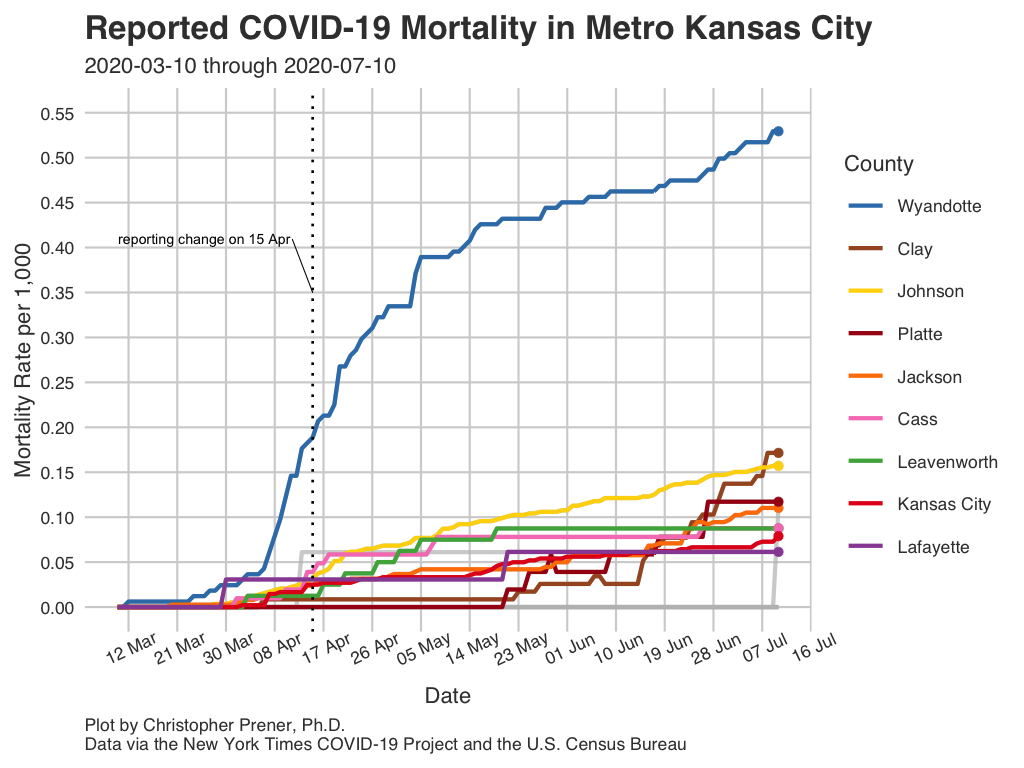 Reported COVID-19 Mortality in Metro Kansas City
2020-03-10 through 2020-07-10
Mortality Rate per 1,000
0.55
0.50
0.45
0.40
0.35
0.30
0.25
0.20
0.15
0.10
0.05
0.00
reporting change on 15 Apr
12 Mar
21 Mar
30 Mar
08 Apr
17 Apr
26 Apr
05 May
14 May
23 May
01 Jun
10 Jun
19 Jun
28 Jun
07 Jul
16 Jul
Date
County
Wyandotte
Clay
Johnson
Platte
Jackson
Cass
Leavenworth
Kansas City
Lafayette
Plot by Christopher Prener, Ph.D.
Data via the New York Times COVID-19 Project and the U.S. Census Bureau